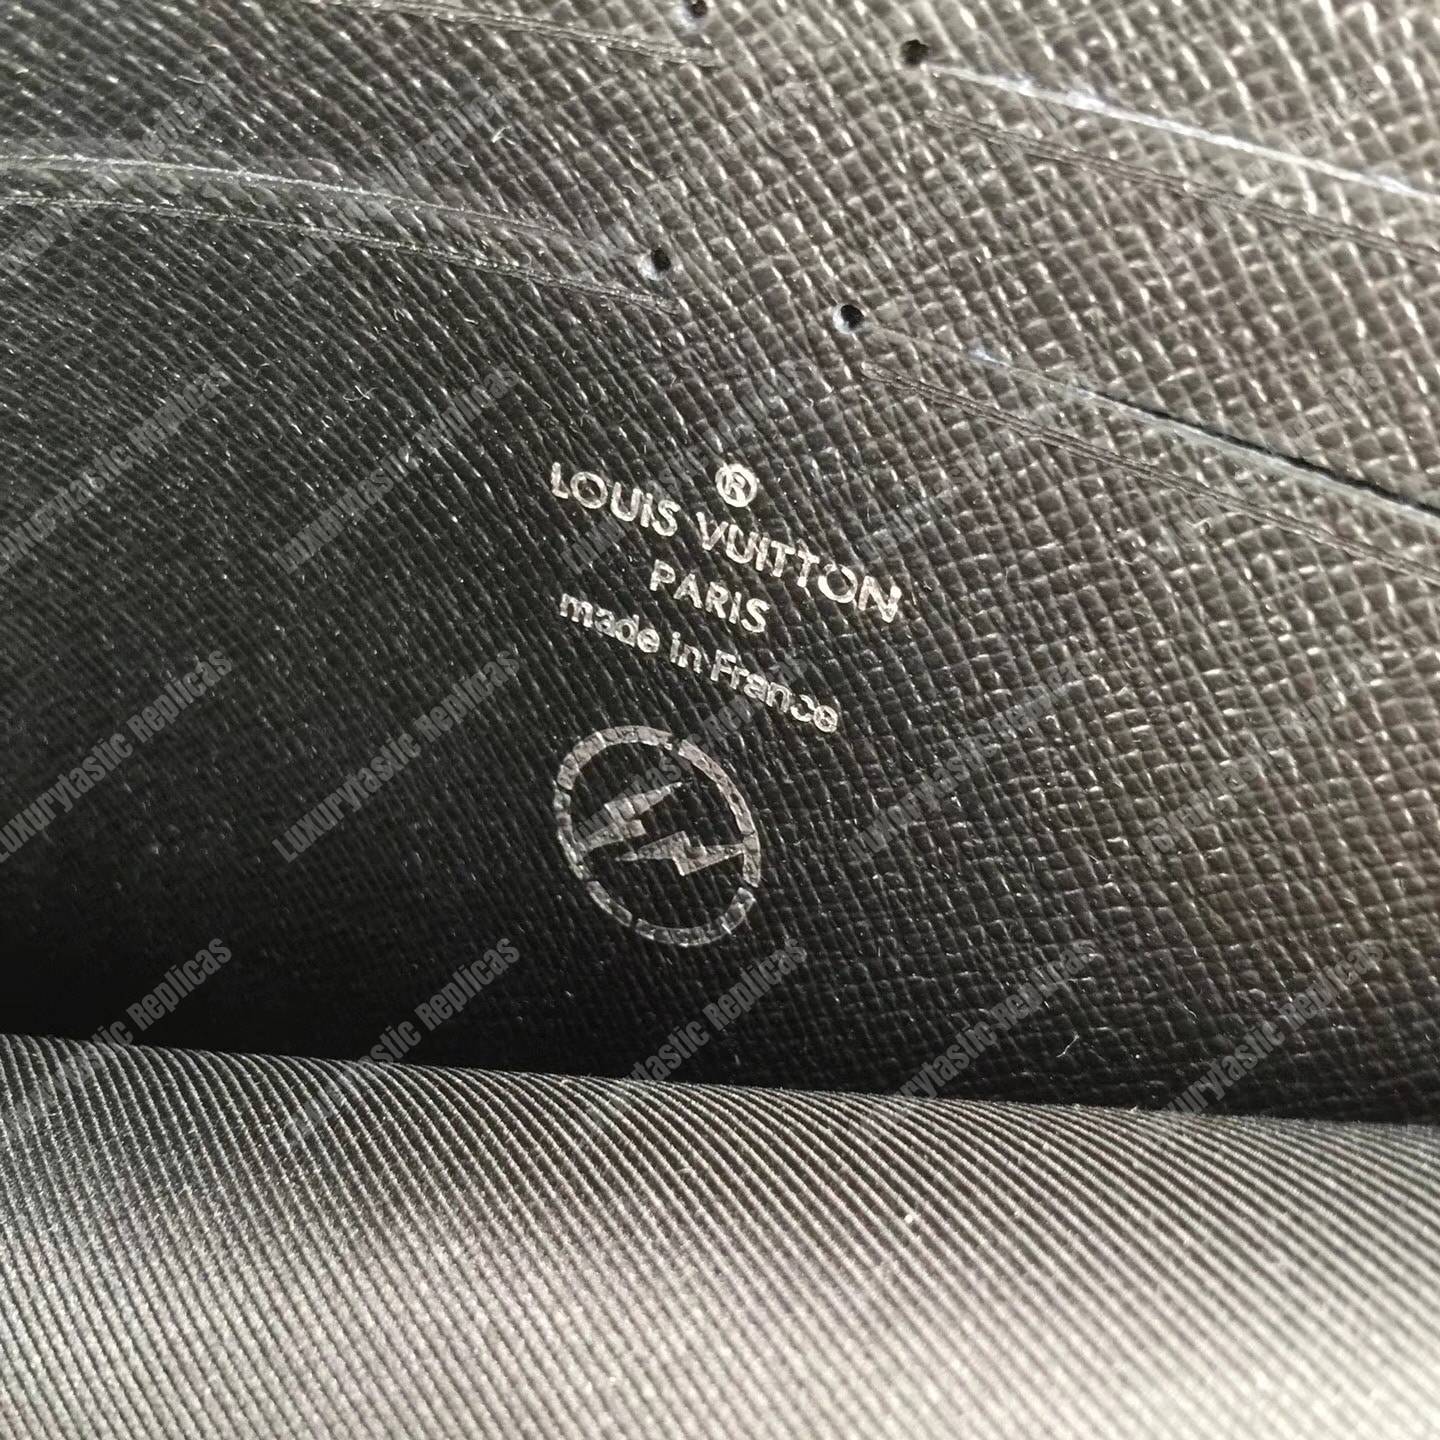 ®
LOUIS VUITTON
PARIS
made in France
Luxurytastic Replicas